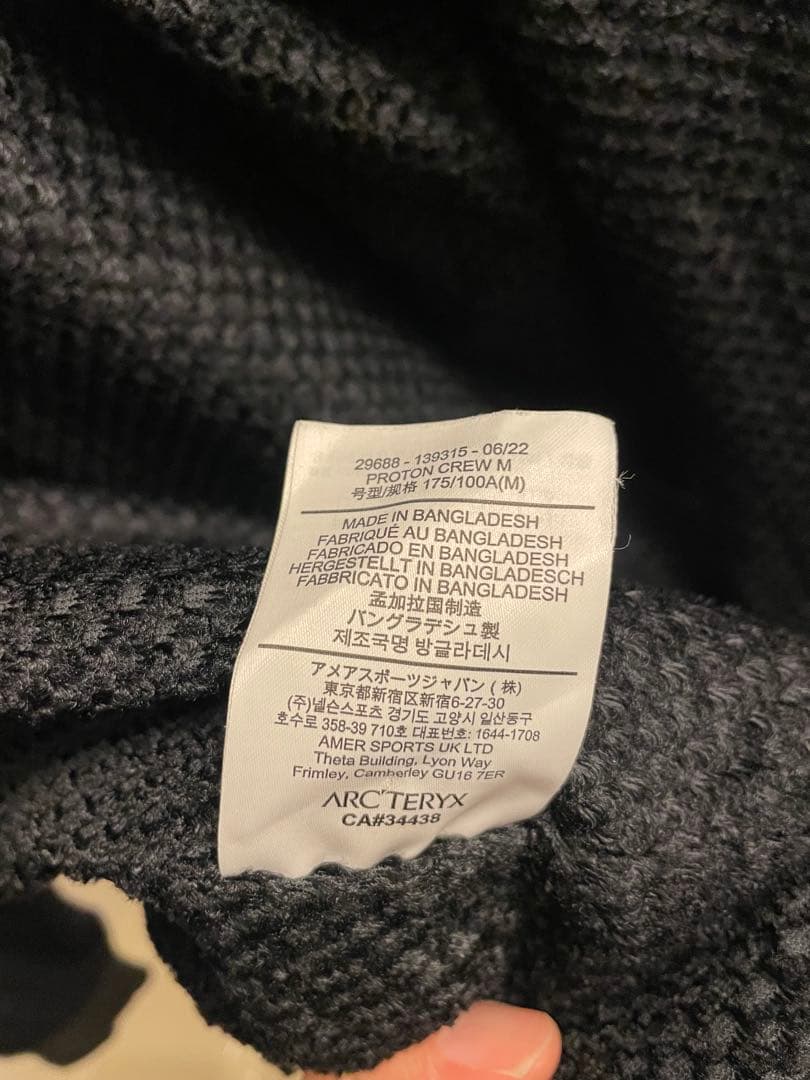 29688 - 139315 - 06/22
PROTON CREW M
号型/规格 175/100A(M)
MADE IN BANGLADESH
FABRIQUÉ AU BANGLADESH
FABRICADO EN BANGLADESH
HERGESTELLT IN BANGLADESCH
FABBRICATO IN BANGLADESH
孟加拉国制造
バングラデシュ製
제조국명 방글라데시
アメアスポーツジャパン (株)
東京都新宿区新宿6-27-30
(주)넬슨스포츠 경기도 고양시 일산동구
호수로 358-39 710호 대표번호: 1644-1708
AMER SPORTS UK LTD
Theta Building, Lyon Way
Frimley, Camberley GU16 7ER
ARC'TERYX
CA#34438